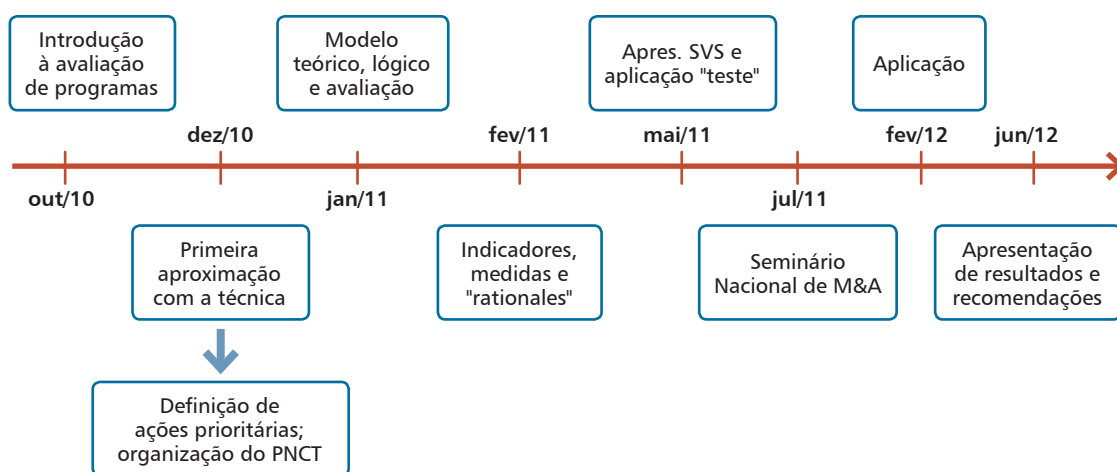 Introdução
à avaliação
de programas
Modelo
teórico, lógico
e avaliação
Apres. SVS e
aplicação "teste"
Aplicação
dez/10
fev/11
mai/11
fev/12
jun/12
out/10
jan/11
jul/11
Primeira
aproximação
com a técnica
Indicadores,
medidas e
"rationales"
Seminário
Nacional de M&A
Apresentação
de resultados e
recomendações
Definição de
ações prioritárias;
organização do PNCT